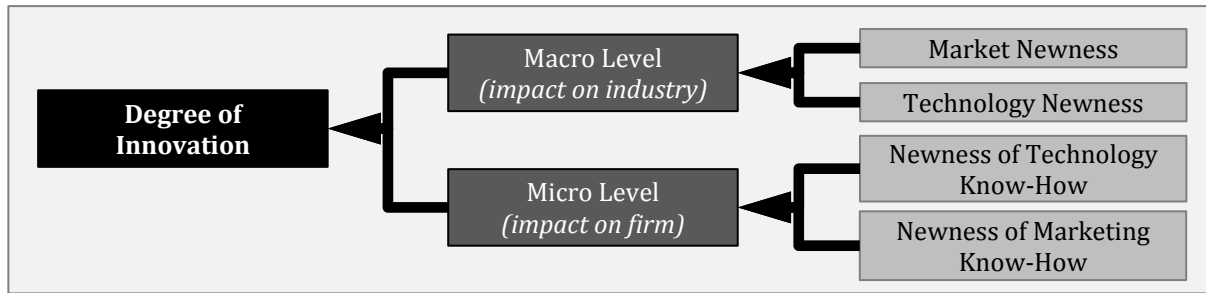 Degree of
Innovation
Macro Level
(impact on industry)
Micro Level
(impact on firm)
Market Newness
Technology Newness
Newness of Technology
Know-How
Newness of Marketing
Know-How